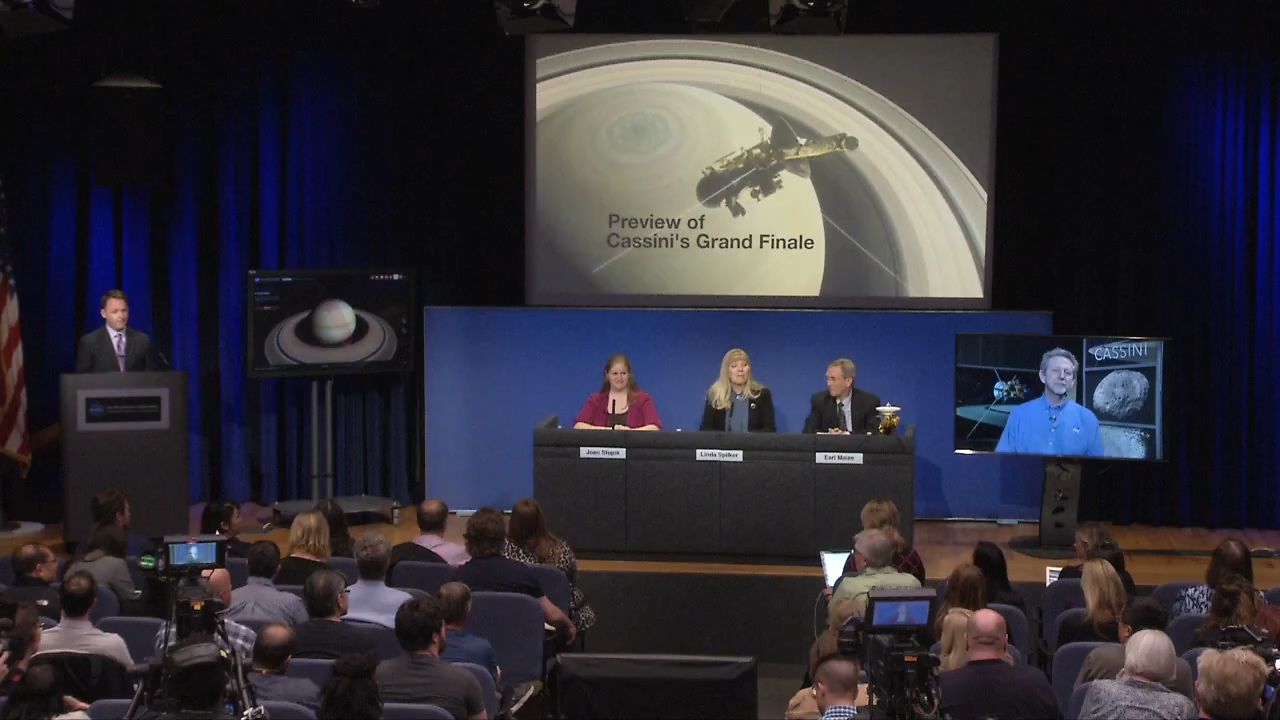 Preview of
Cassini's Grand Finale
CASSINI
Joan Stupik
Linda Spilker
Earl Maize